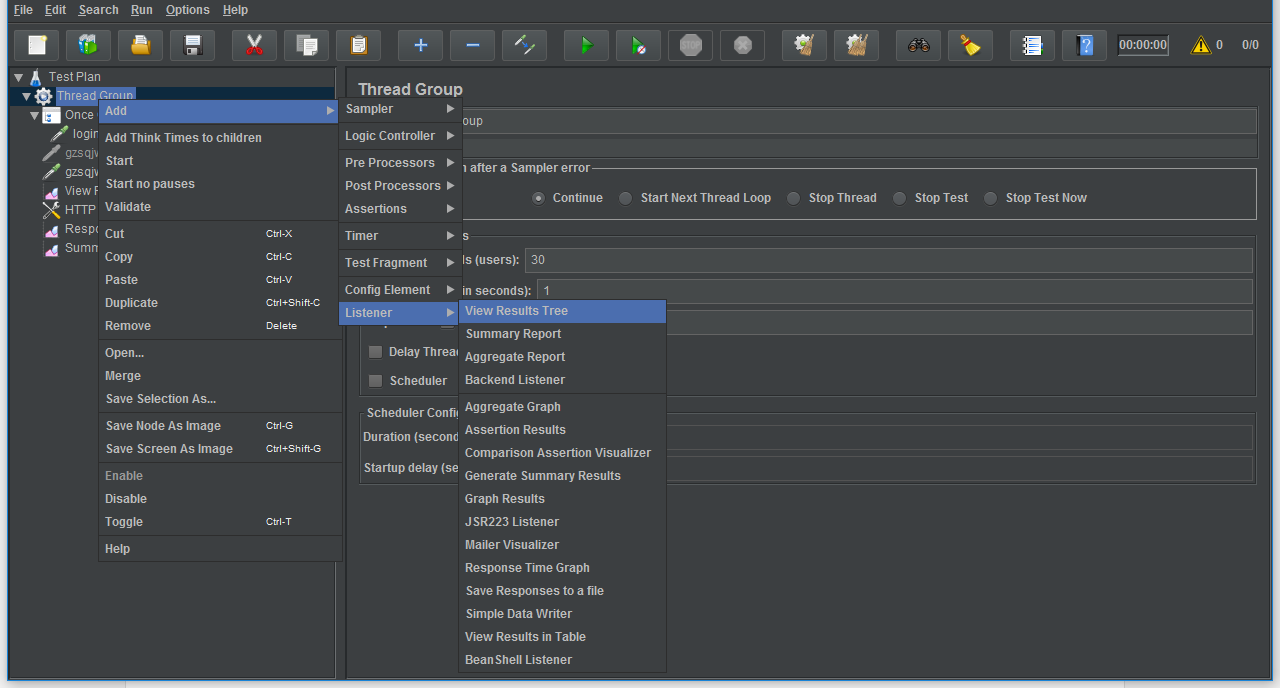 File Edit Search Run Options Help
STOP 00:00:00 0 0/0
Test Plan
Thread Group
Once
login
gzsqjv
gzsqjv
View R
HTTP
Respo
Summ
Add
Add Think Times to children
Start
Start no pauses
Validate
Cut Ctrl-X
Copy Ctrl-C
Paste Ctrl-V
Duplicate Ctrl+Shift-C
Remove Delete
Open...
Merge
Save Selection As...
Save Node As Image Ctrl-G
Save Screen As Image Ctrl+Shift-G
Enable
Disable
Toggle Ctrl-T
Help
Sampler
Logic Controller
Pre Processors
Post Processors
Assertions
Timer
Test Fragment
Config Element
Listener
View Results Tree
Summary Report
Aggregate Report
Backend Listener
Aggregate Graph
Assertion Results
Comparison Assertion Visualizer
Generate Summary Results
Graph Results
JSR223 Listener
Mailer Visualizer
Response Time Graph
Save Responses to a file
Simple Data Writer
View Results in Table
BeanShell Listener
Thread Group
oup
n after a Sampler error
Continue Start Next Thread Loop Stop Thread Stop Test Stop Test Now
s
ls (users): 30
in seconds): 1
Delay Threa
Scheduler
Scheduler Config
Duration (second
Startup delay (se